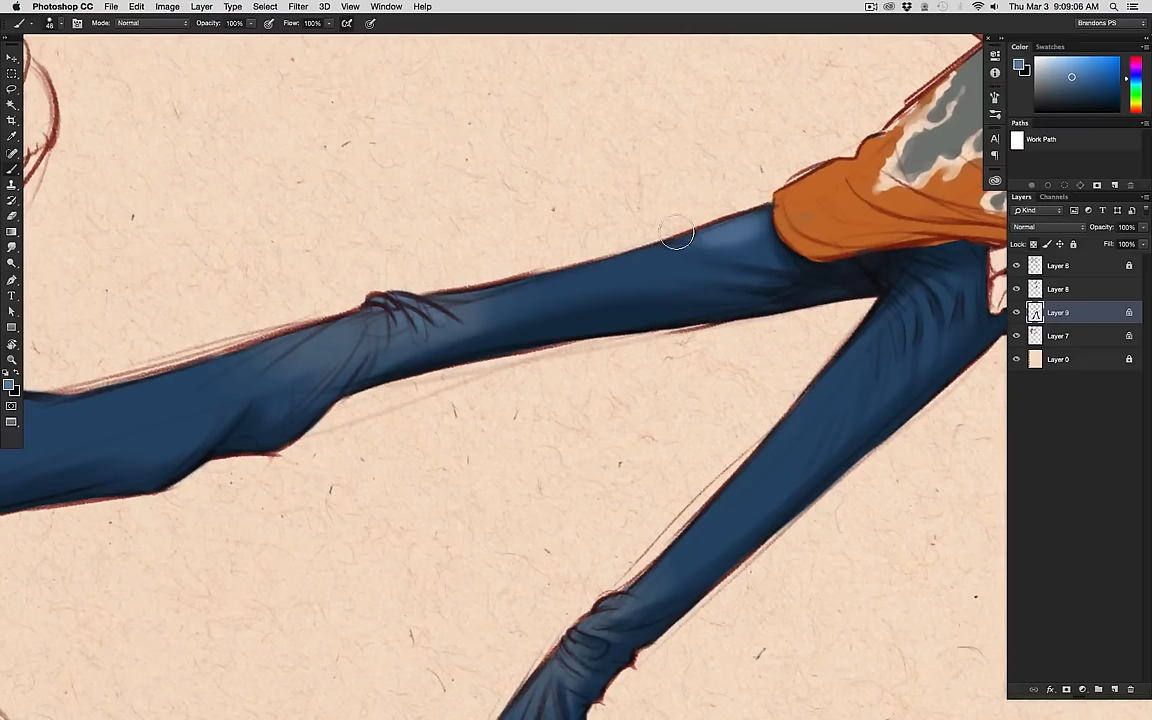 Photoshop CC File Edit Image Layer Type Select Filter 3D View Window Help Thu Mar 3 9:09:06 AM
48 Mode: Normal Opacity: 100% Flow: 100% Brandons PS
Color Swatches
Paths
Work Path
Layers Channels
Kind
Normal Opacity: 100%
Lock: Fill: 100%
Layer 6
Layer 8
Layer 9
Layer 7
Layer 0